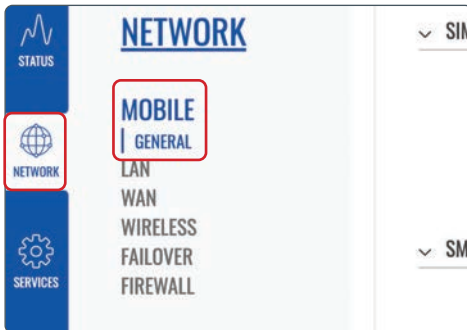 STATUS
NETWORK
SERVICES
NETWORK
MOBILE
GENERAL
LAN
WAN
WIRELESS
FAILOVER
FIREWALL